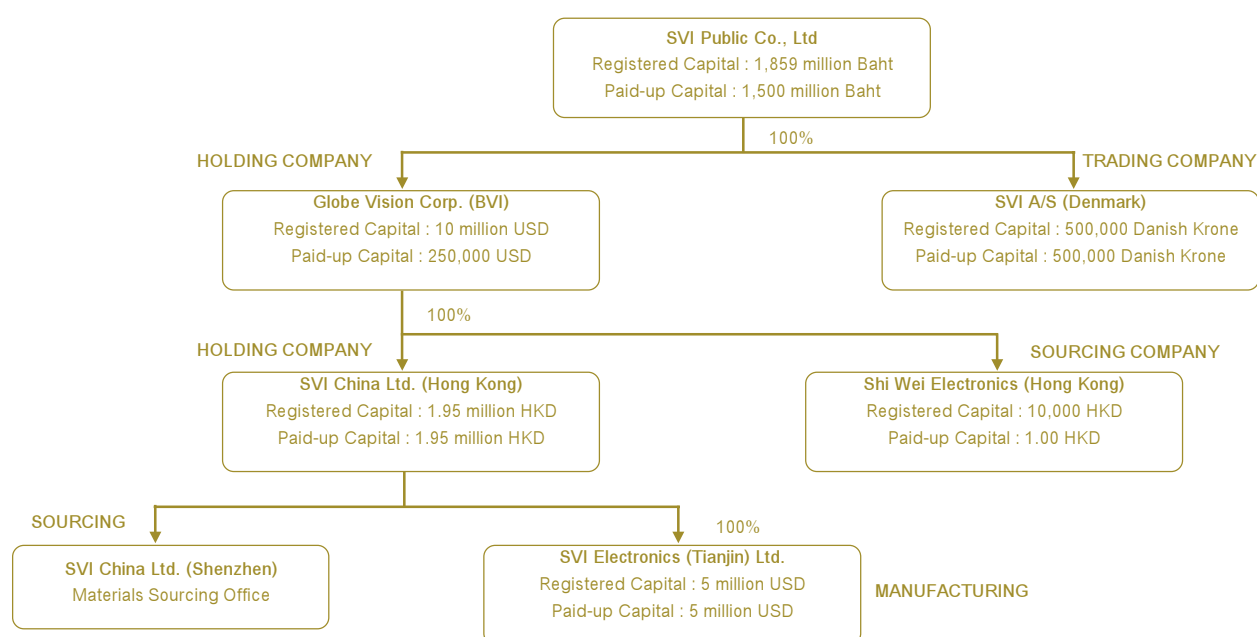 SVI Public Co., Ltd
Registered Capital : 1,859 million Baht
Paid-up Capital : 1,500 million Baht
100%
HOLDING COMPANY
TRADING COMPANY
Globe Vision Corp. (BVI)
Registered Capital : 10 million USD
Paid-up Capital : 250,000 USD
SVI A/S (Denmark)
Registered Capital : 500,000 Danish Krone
Paid-up Capital : 500,000 Danish Krone
100%
HOLDING COMPANY
SOURCING COMPANY
SVI China Ltd. (Hong Kong)
Registered Capital : 1.95 million HKD
Paid-up Capital : 1.95 million HKD
Shi Wei Electronics (Hong Kong)
Registered Capital : 10,000 HKD
Paid-up Capital : 1.00 HKD
SOURCING
100%
SVI China Ltd. (Shenzhen)
Materials Sourcing Office
SVI Electronics (Tianjin) Ltd.
Registered Capital : 5 million USD
Paid-up Capital : 5 million USD
MANUFACTURING